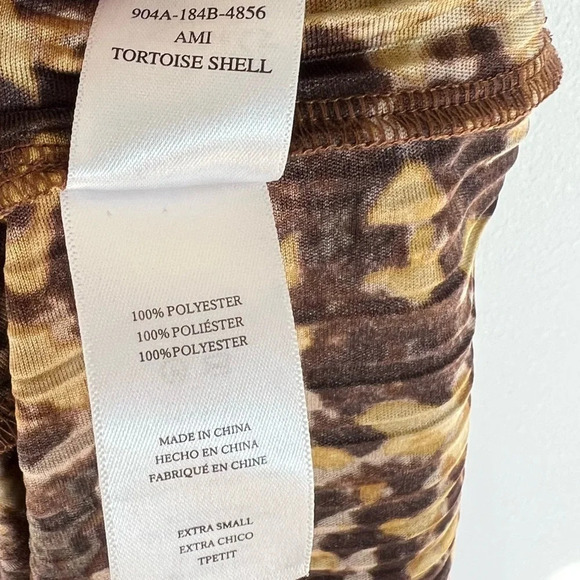 904A-184B-4856
AMI
TORTOISE SHELL
100% POLYESTER
100% POLIÉSTER
100%POLYESTER
MADE IN CHINA
HECHO EN CHINA
FABRIQUÉ EN CHINE
EXTRA SMALL
EXTRA CHICO
TPETIT